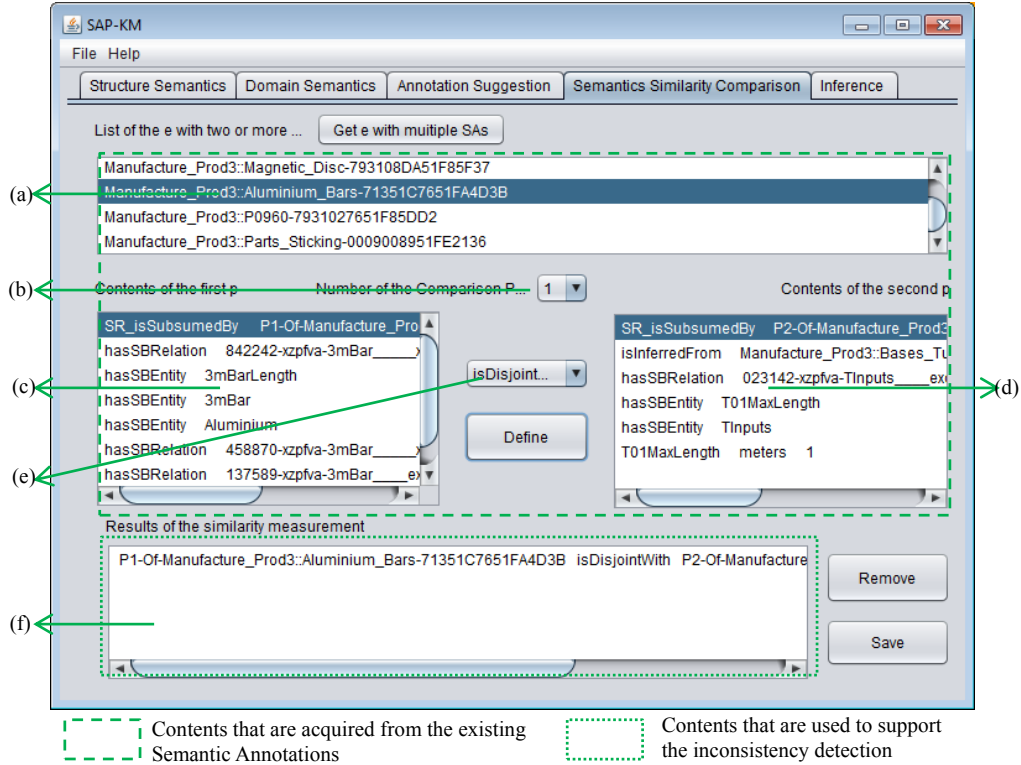 SAP-KM
File Help
Structure Semantics Domain Semantics Annotation Suggestion Semantics Similarity Comparison Inference
List of the e with two or more ... Get e with muitiple SAs
Manufacture_Prod3::Magnetic_Disc-793108DA51F85F37
(a) Manufacture_Prod3::Aluminium_Bars-71351C7651FA4D3B
Manufacture_Prod3::P0960-7931027651F85DD2
Manufacture_Prod3::Parts_Sticking-0009008951FE2136
(b) Contents of the first p Number of the Comparison P... 1 Contents of the second p
SR_isSubsumedBy P1-Of-Manufacture_Pro
hasSBRelation 842242-xzpfva-3mBar____x
hasSBEntity 3mBarLength
(c) hasSBEntity 3mBar
hasSBEntity Aluminium
hasSBRelation 458870-xzpfva-3mBar____x
(e) hasSBRelation 137589-xzpfva-3mBar____ex
isDisjoint...
Define
SR_isSubsumedBy P2-Of-Manufacture_Prod3
isInferredFrom Manufacture_Prod3::Bases_Tu
hasSBRelation 023142-xzpfva-TInputs____exc
(d)
hasSBEntity T01MaxLength
hasSBEntity TInputs
T01MaxLength meters 1
Results of the similarity measurement
P1-Of-Manufacture_Prod3::Aluminium_Bars-71351C7651FA4D3B isDisjointWith P2-Of-Manufacture
(f)
Remove
Save
Contents that are acquired from the existing
Semantic Annotations
Contents that are used to support
the inconsistency detection